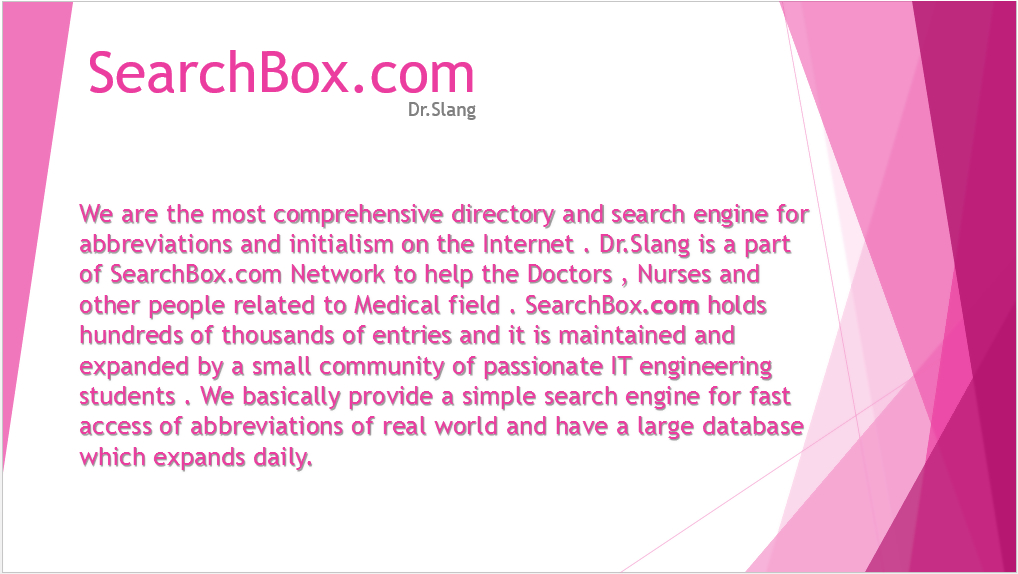 SearchBox.com
Dr.Slang
We are the most comprehensive directory and search engine for
abbreviations and initialism on the Internet . Dr.Slang is a part
of SearchBox.com Network to help the Doctors , Nurses and
other people related to Medical field . SearchBox.com holds
hundreds of thousands of entries and it is maintained and
expanded by a small community of passionate IT engineering
students . We basically provide a simple search engine for fast
access of abbreviations of real world and have a large database
which expands daily.